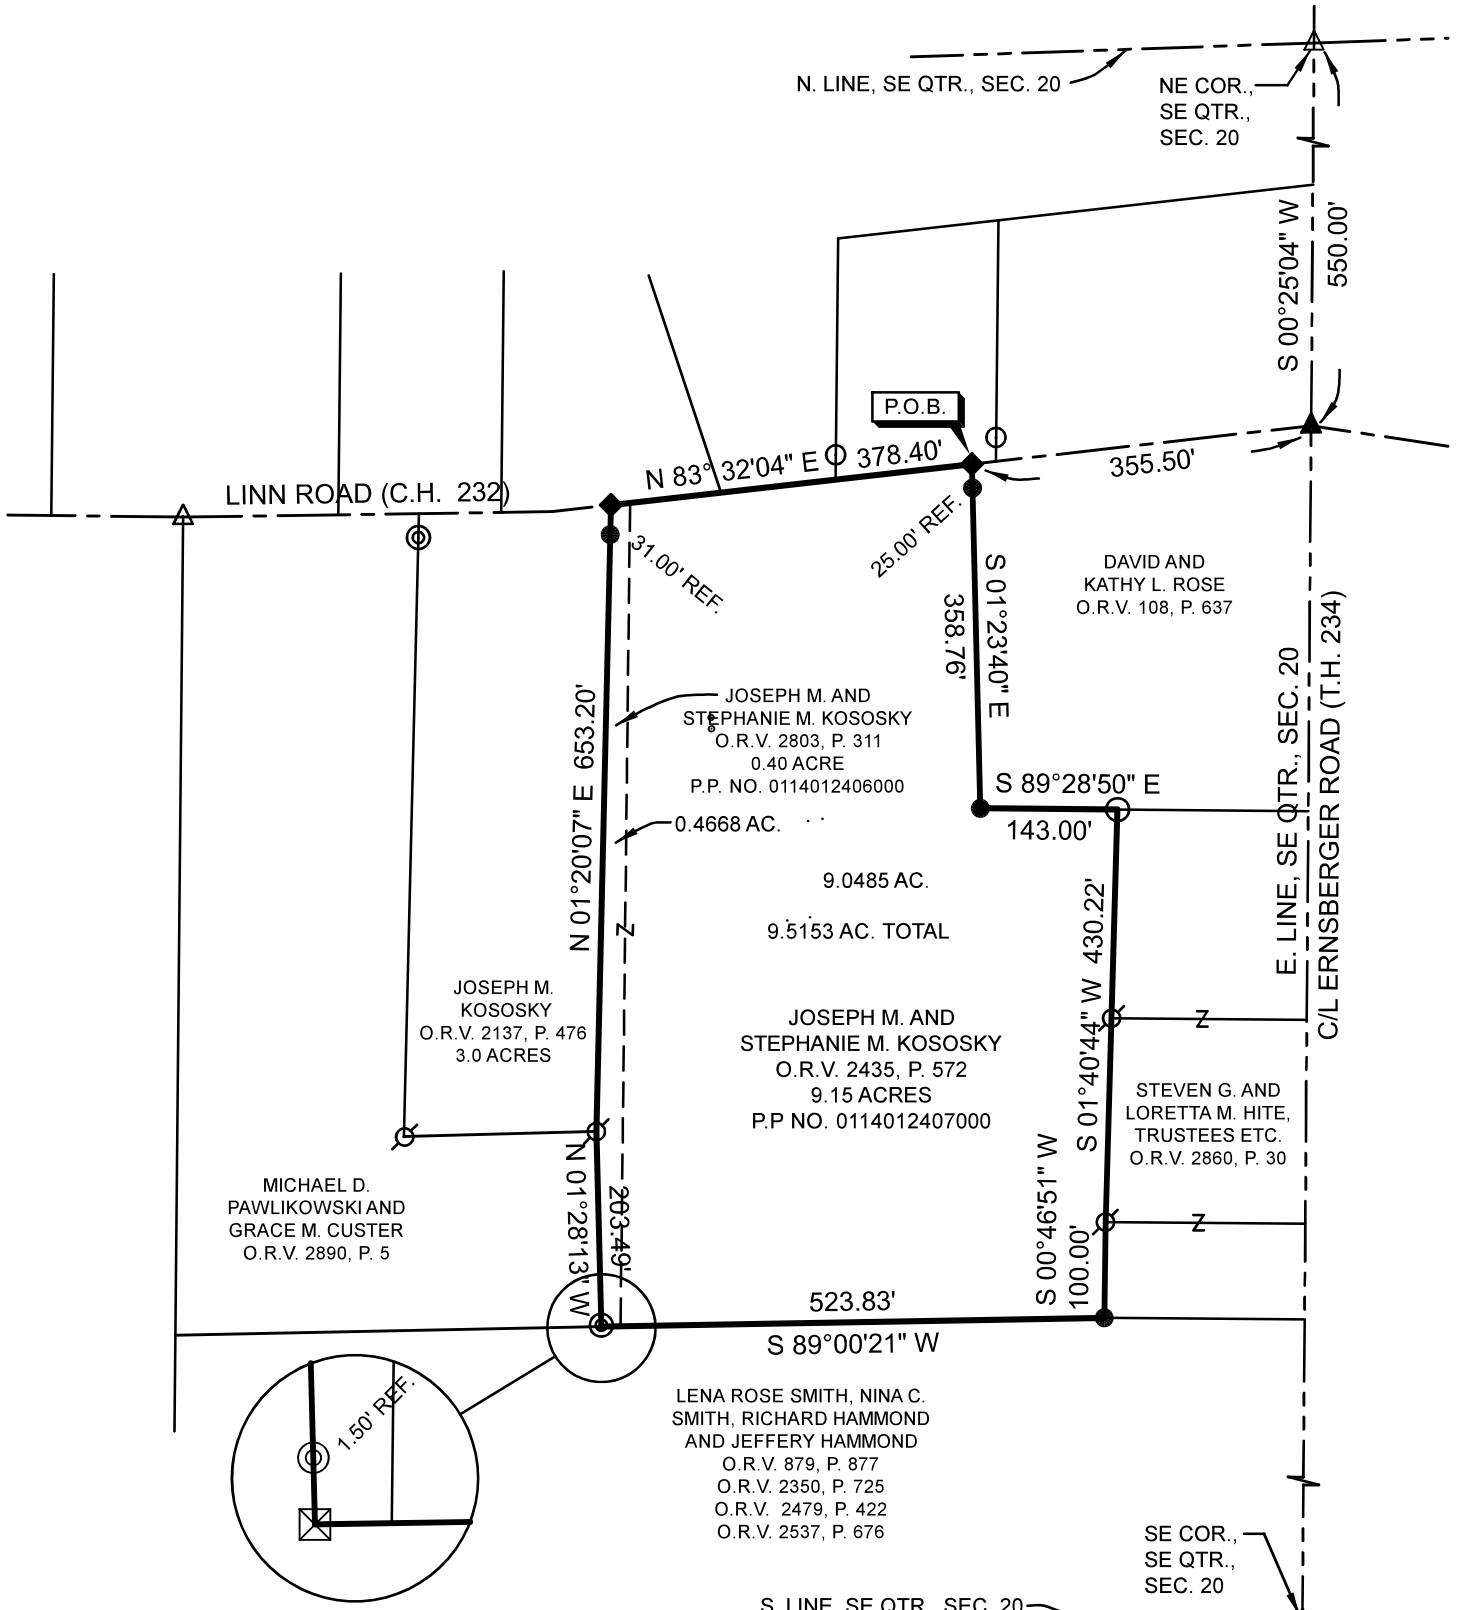 N. LINE, SE QTR., SEC. 20
NE COR.,
SE QTR.,
SEC. 20
S 00°25'04" W
550.00'
P.O.B.
N 83° 32'04" E
378.40'
355.50'
LINN ROAD (C.H. 232)
31.00' REF.
25.00' REF.
S 01°23'40" E
358.76'
DAVID AND
KATHY L. ROSE
O.R.V. 108, P. 637
E. LINE, SE QTR., SEC. 20
C/L ERNSBERGER ROAD (T.H. 234)
N 01°20'07" E 653.20'
JOSEPH M. AND
STEPHANIE M. KOSOSKY
O.R.V. 2803, P. 311
0.40 ACRE
P.P. NO. 0114012406000
0.4668 AC.
S 89°28'50" E
143.00'
9.0485 AC.
9.5153 AC. TOTAL
Z
S 01°40'44" W 430.22'
JOSEPH M.
KOSOSKY
O.R.V. 2137, P. 476
3.0 ACRES
JOSEPH M. AND
STEPHANIE M. KOSOSKY
O.R.V. 2435, P. 572
9.15 ACRES
P.P NO. 0114012407000
Z
STEVEN G. AND
LORETTA M. HITE,
TRUSTEES ETC.
O.R.V. 2860, P. 30
Z
MICHAEL D.
PAWLIKOWSKI AND
GRACE M. CUSTER
O.R.V. 2890, P. 5
N 01°28'13" W
203.49'
S 00°46'51" W
100.00'
523.83'
S 89°00'21" W
1.50' REF.
LENA ROSE SMITH, NINA C.
SMITH, RICHARD HAMMOND
AND JEFFERY HAMMOND
O.R.V. 879, P. 877
O.R.V. 2350, P. 725
O.R.V. 2479, P. 422
O.R.V. 2537, P. 676
SE COR.,
SE QTR.,
SEC. 20
S. LINE, SE QTR., SEC. 20